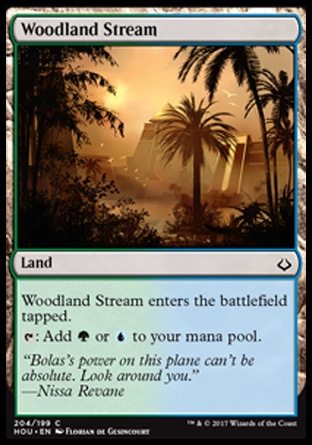 Woodland Stream
Land
Woodland Stream enters the battlefield
tapped.
: Add or to your mana pool.
"Bolas's power on this plane can't be
absolute. Look around you."
—Nissa Revane
204/199 C
HOU • EN Florian de Gesincourt
™ & © 2017 Wizards of the Coast